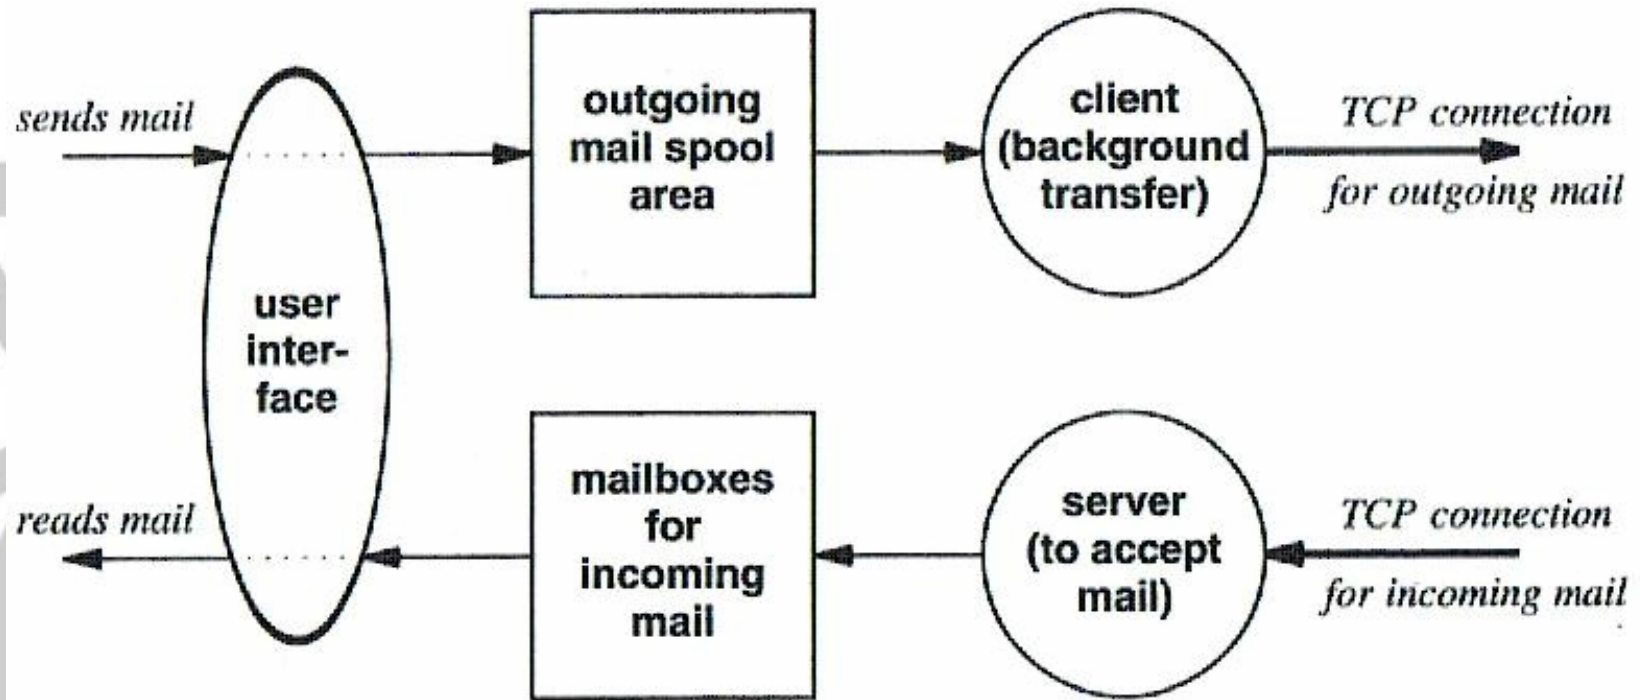 sends mail
outgoing
mail spool
area
client
(background
transfer)
TCP connection
for outgoing mail
user
inter-
face
reads mail
mailboxes
for
incoming
mail
server
(to accept
mail)
TCP connection
for incoming mail